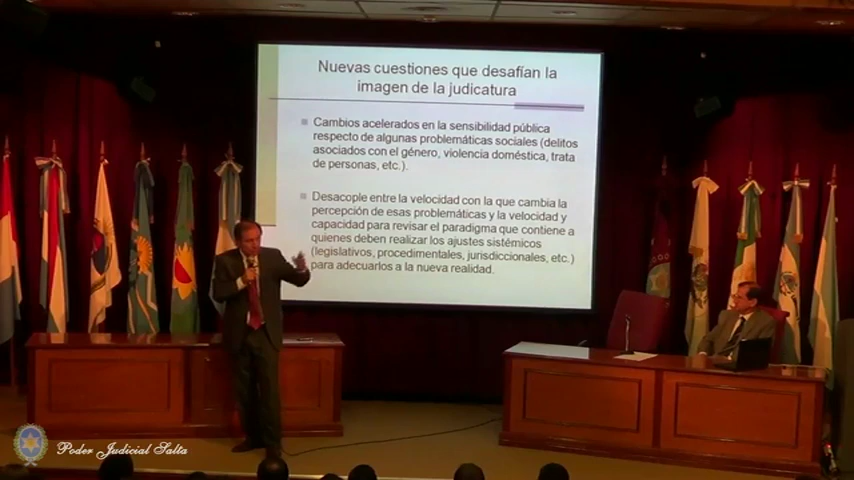 Nuevas cuestiones que desafían la
imagen de la judicatura
Cambios acelerados en la sensibilidad pública
respecto de algunas problemáticas sociales (delitos
asociados con el género, violencia doméstica, trata
de personas, etc.).
Desacople entre la velocidad con la que cambia la
percepción de esas problemáticas y la velocidad y
capacidad para revisar el paradigma que contiene a
quienes deben realizar los ajustes sistémicos
(legislativos, procedimentales, jurisdiccionales, etc.)
para adecuarlos a la nueva realidad.
Poder Judicial Salta